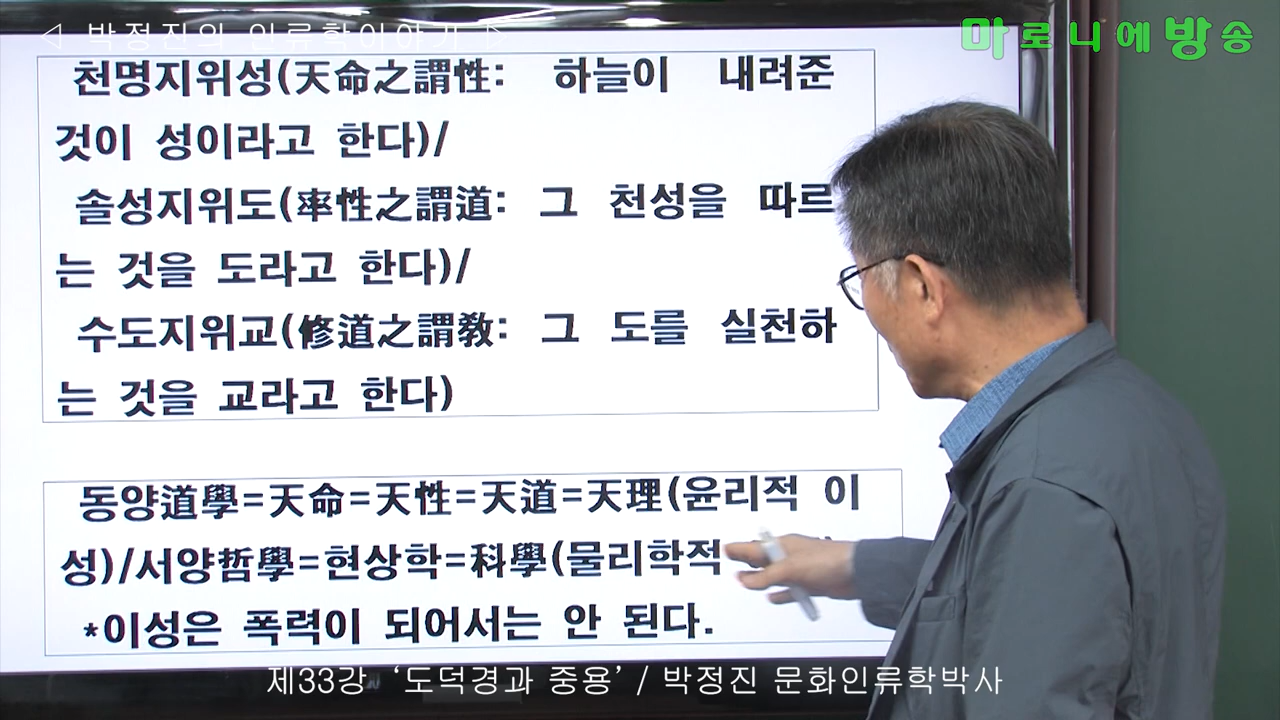 ◁ 박정진의 인류학이야기 ▷
마로니에방송
천명지위성(天命之謂性: 하늘이 내려준
것이 성이라고 한다)/
솔성지위도(率性之謂道: 그 천성을 따르
는 것을 도라고 한다)/
수도지위교(修道之謂敎: 그 도를 실천하
는 것을 교라고 한다)
동양道學=天命=天性=天道=天理(윤리적 이
성)/서양哲學=현상학=科學(물리학적
*이성은 폭력이 되어서는 안 된다.
제33강 ‘도덕경과 중용’ / 박정진 문화인류학박사